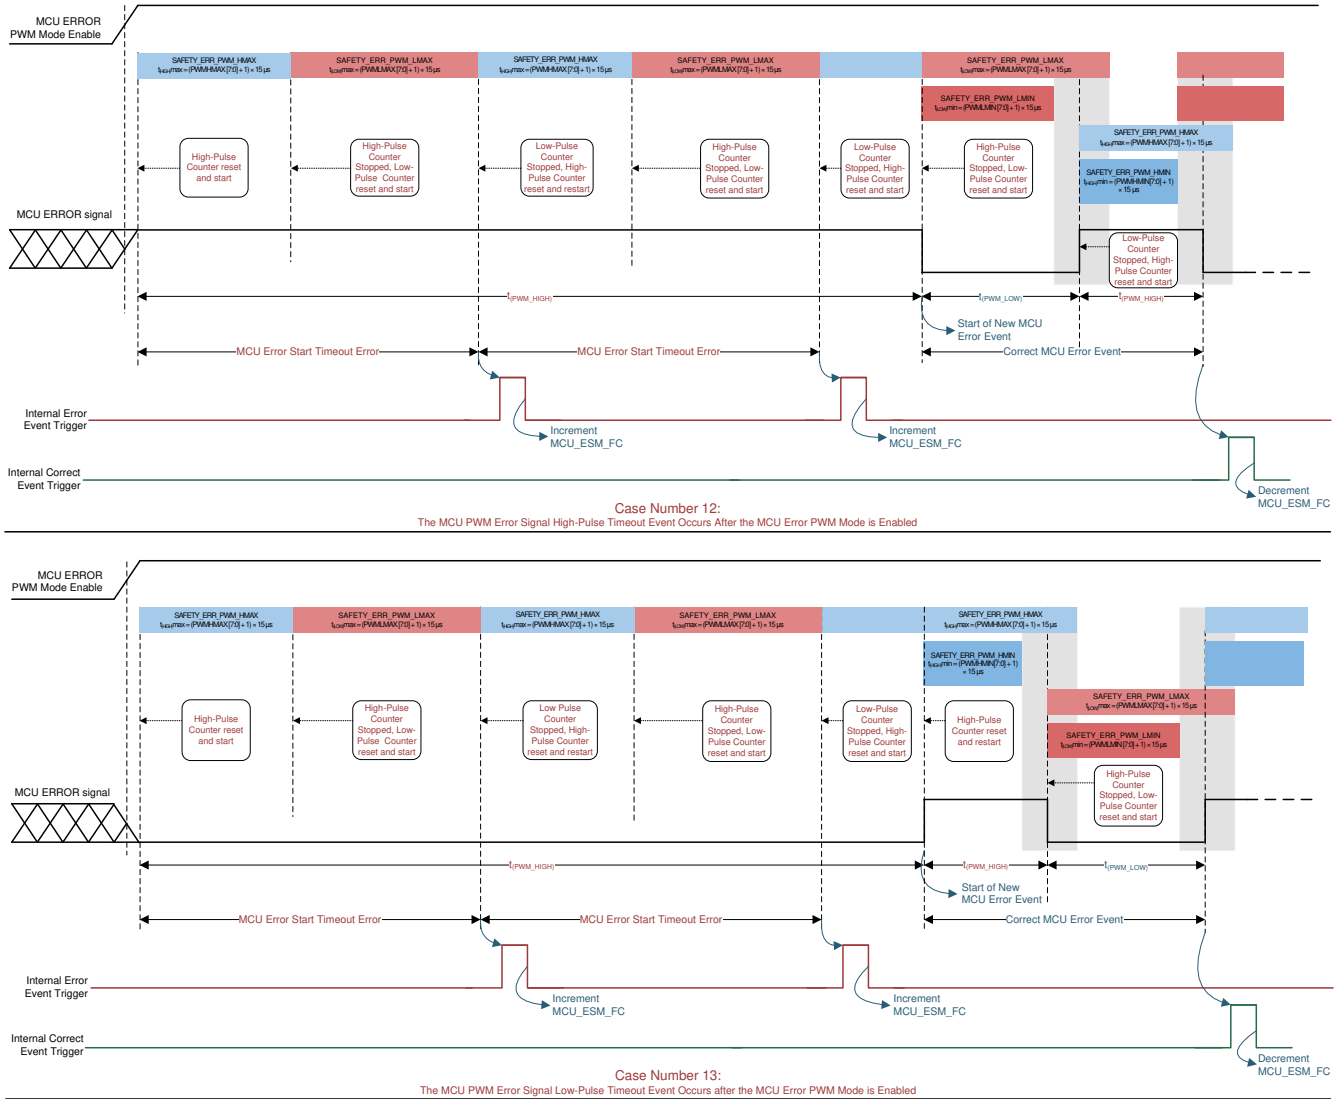 MCU ERROR
PWM Mode Enable
SAFETY_ERR_PWM_HMAX
tHIGHmax = (PWMHMAX[7:0] + 1) × 15 µs
SAFETY_ERR_PWM_LMAX
tLOWmax = (PWMLMAX[7:0] + 1) × 15 µs
SAFETY_ERR_PWM_HMAX
tHIGHmax = (PWMHMAX[7:0] + 1) × 15 µs
SAFETY_ERR_PWM_LMAX
tLOWmax = (PWMLMAX[7:0] + 1) × 15 µs
SAFETY_ERR_PWM_LMAX
tLOWmax = (PWMLMAX[7:0] + 1) × 15 µs
SAFETY_ERR_PWM_LMIN
tLOWmin = (PWMLMIN[7:0] + 1) × 15 µs
SAFETY_ERR_PWM_HMAX
tHIGHmax = (PWMHMAX[7:0] + 1) × 15 µs
SAFETY_ERR_PWM_HMIN
tHIGHmin = (PWMHMIN[7:0] + 1)
× 15 µs
High-Pulse
Counter reset
and start
High-Pulse
Counter
Stopped, Low-
Pulse Counter
reset and start
Low-Pulse
Counter
Stopped, High-
Pulse Counter
reset and restart
High-Pulse
Counter
Stopped, Low-
Pulse Counter
reset and start
Low-Pulse
Counter
Stopped, High-
Pulse Counter
reset and start
High-Pulse
Counter
Stopped, Low-
Pulse Counter
reset and start
MCU ERROR signal
Low-Pulse
Counter
Stopped, High-
Pulse Counter
reset and start
t(PWM_HIGH)
t(PWM_LOW)
t(PWM_HIGH)
Start of New MCU
Error Event
MCU Error Start Timeout Error
MCU Error Start Timeout Error
Correct MCU Error Event
Internal Error
Event Trigger
Increment
MCU_ESM_FC
Increment
MCU_ESM_FC
Internal Correct
Event Trigger
Decrement
MCU_ESM_FC
Case Number 12:
The MCU PWM Error Signal High-Pulse Timeout Event Occurs After the MCU Error PWM Mode is Enabled
MCU ERROR
PWM Mode Enable
SAFETY_ERR_PWM_HMAX
tHIGHmax = (PWMHMAX[7:0] + 1) × 15 µs
SAFETY_ERR_PWM_LMAX
tLOWmax = (PWMLMAX[7:0] + 1) × 15 µs
SAFETY_ERR_PWM_HMAX
tHIGHmax = (PWMHMAX[7:0] + 1) × 15 µs
SAFETY_ERR_PWM_LMAX
tLOWmax = (PWMLMAX[7:0] + 1) × 15 µs
SAFETY_ERR_PWM_HMAX
tHIGHmax = (PWMHMAX[7:0] + 1) × 15 µs
SAFETY_ERR_PWM_HMIN
tHIGHmin = (PWMHMIN[7:0] + 1)
× 15 µs
SAFETY_ERR_PWM_LMAX
tLOWmax = (PWMLMAX[7:0] + 1) × 15 µs
SAFETY_ERR_PWM_LMIN
tLOWmin = (PWMLMIN[7:0] + 1) × 15 µs
High-Pulse
Counter reset
and start
High-Pulse
Counter
Stopped, Low-
Pulse Counter
reset and start
Low Pulse
Counter
Stopped, High-
Pulse Counter
reset and restart
High-Pulse
Counter
Stopped, Low-
Pulse Counter
reset and start
Low-Pulse
Counter
Stopped, High-
Pulse Counter
reset and start
High-Pulse
Counter reset
and restart
High-Pulse
Counter
Stopped, Low-
Pulse Counter
reset and start
MCU ERROR signal
t(PWM_HIGH)
t(PWM_HIGH)
t(PWM_LOW)
Start of New
MCU Error Event
MCU Error Start Timeout Error
MCU Error Start Timeout Error
Correct MCU Error Event
Internal Error
Event Trigger
Increment
MCU_ESM_FC
Increment
MCU_ESM_FC
Internal Correct
Event Trigger
Decrement
MCU_ESM_FC
Case Number 13:
The MCU PWM Error Signal Low-Pulse Timeout Event Occurs after the MCU Error PWM Mode is Enabled